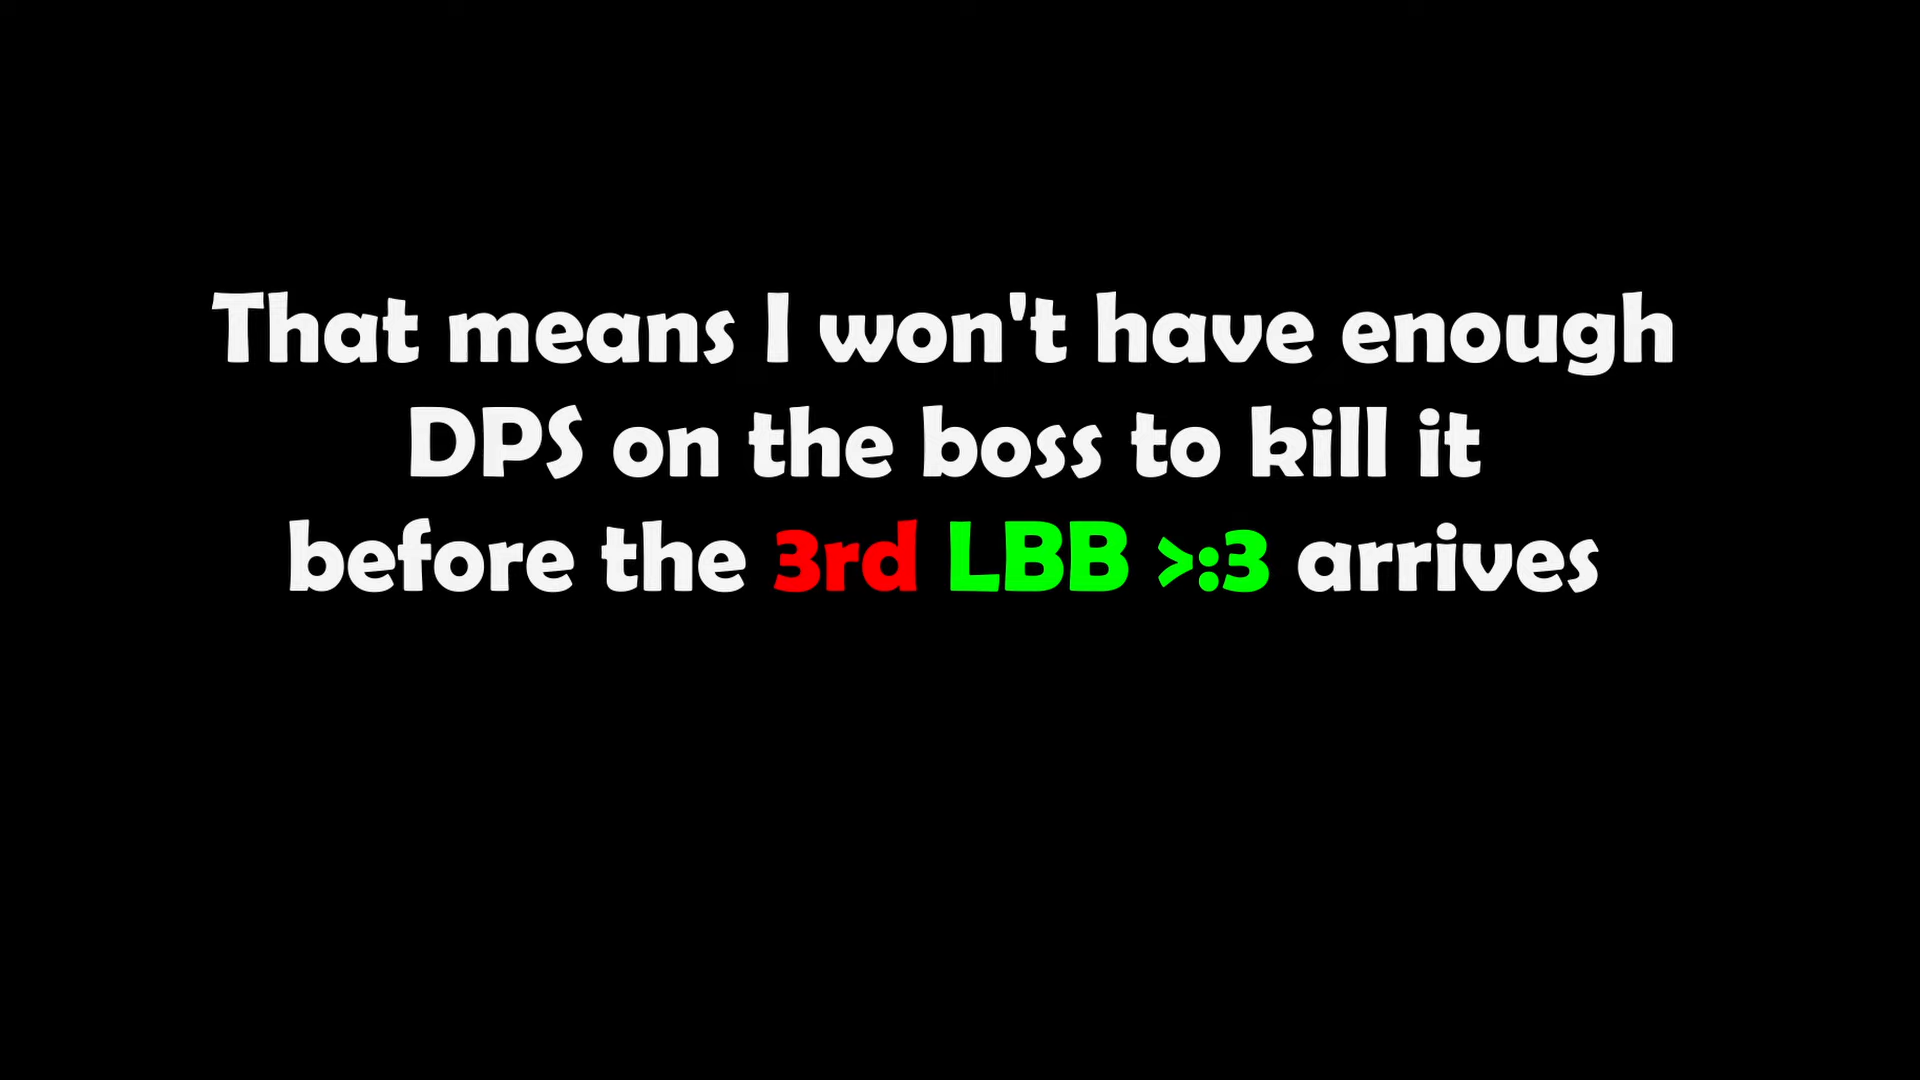 That means I won't have enough
DPS on the boss to kill it
before the 3rd LBB >:3 arrives